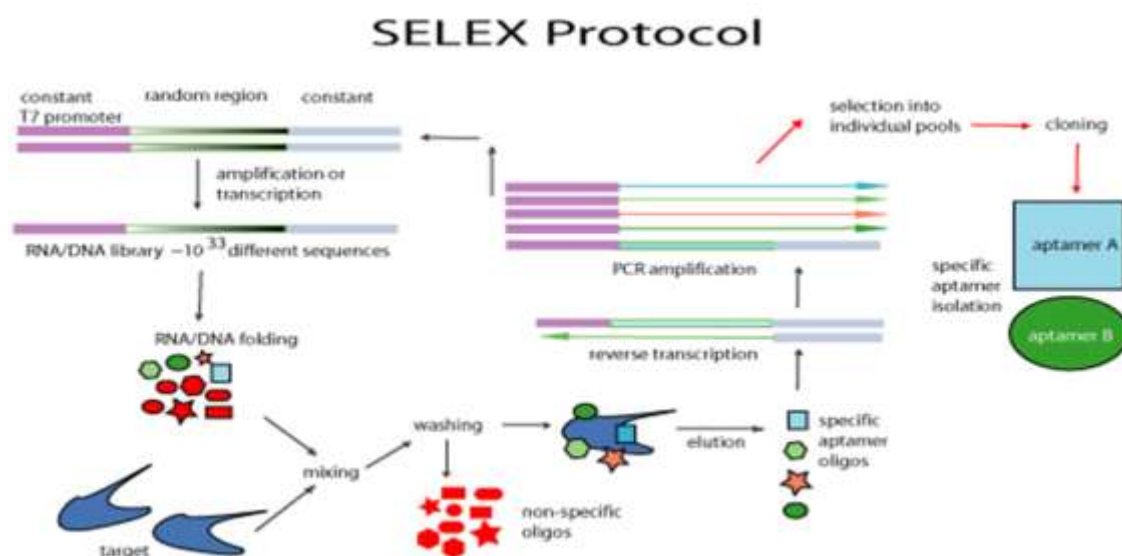 SELEX Protocol
constant
T7 promoter
random region
constant
amplification or
transcription
RNA/DNA library ~10 33 different sequences
RNA/DNA folding
target
mixing
washing
non-specific
oligos
elution
specific
aptamer
oligos
reverse transcription
PCR amplification
selection into
individual pools
cloning
specific
aptamer
isolation
aptamer A
aptamer B